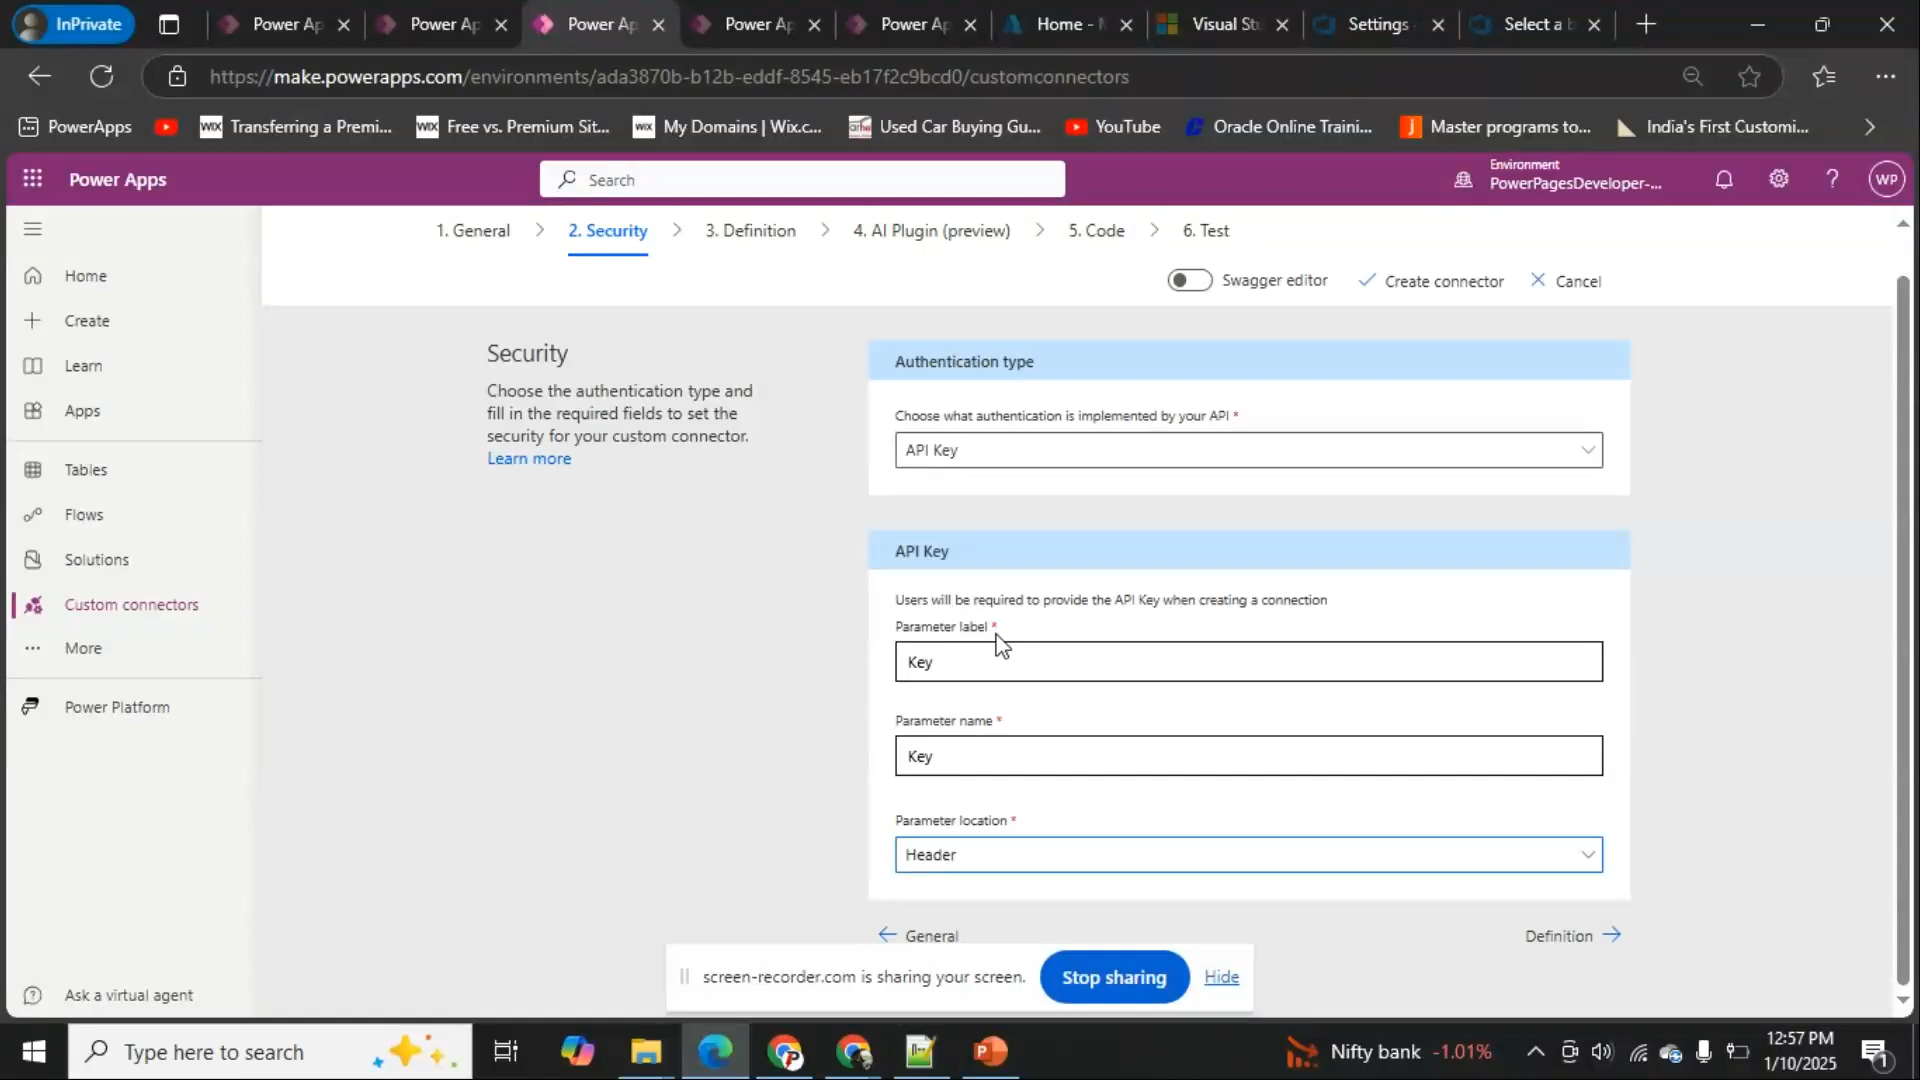 InPrivate
Power Ap
Power Ap
Power Ap
Power Ap
Power Ap
Home - M
Visual Stu
Settings -
Select a b
https://make.powerapps.com/environments/ada3870b-b12b-eddf-8545-eb17f2c9bcd0/customconnectors
PowerApps
WIX Transferring a Premi...
WIX Free vs. Premium Sit...
WIX My Domains | Wix.c...
Used Car Buying Gu...
YouTube
Oracle Online Traini...
Master programs to...
India's First Customi...
Power Apps
Search
Environment
PowerPagesDeveloper-...
WP
1. General
2. Security
3. Definition
4. AI Plugin (preview)
5. Code
6. Test
Swagger editor
Create connector
Cancel
Home
Create
Learn
Apps
Tables
Flows
Solutions
Custom connectors
More
Power Platform
Ask a virtual agent
Security
Choose the authentication type and
fill in the required fields to set the
security for your custom connector.
Learn more
Authentication type
Choose what authentication is implemented by your API *
API Key
API Key
Users will be required to provide the API Key when creating a connection
Parameter label *
Key
Parameter name *
Key
Parameter location *
Header
General
Definition
screen-recorder.com is sharing your screen.
Stop sharing
Hide
Type here to search
Nifty bank -1.01%
12:57 PM
1/10/2025
1